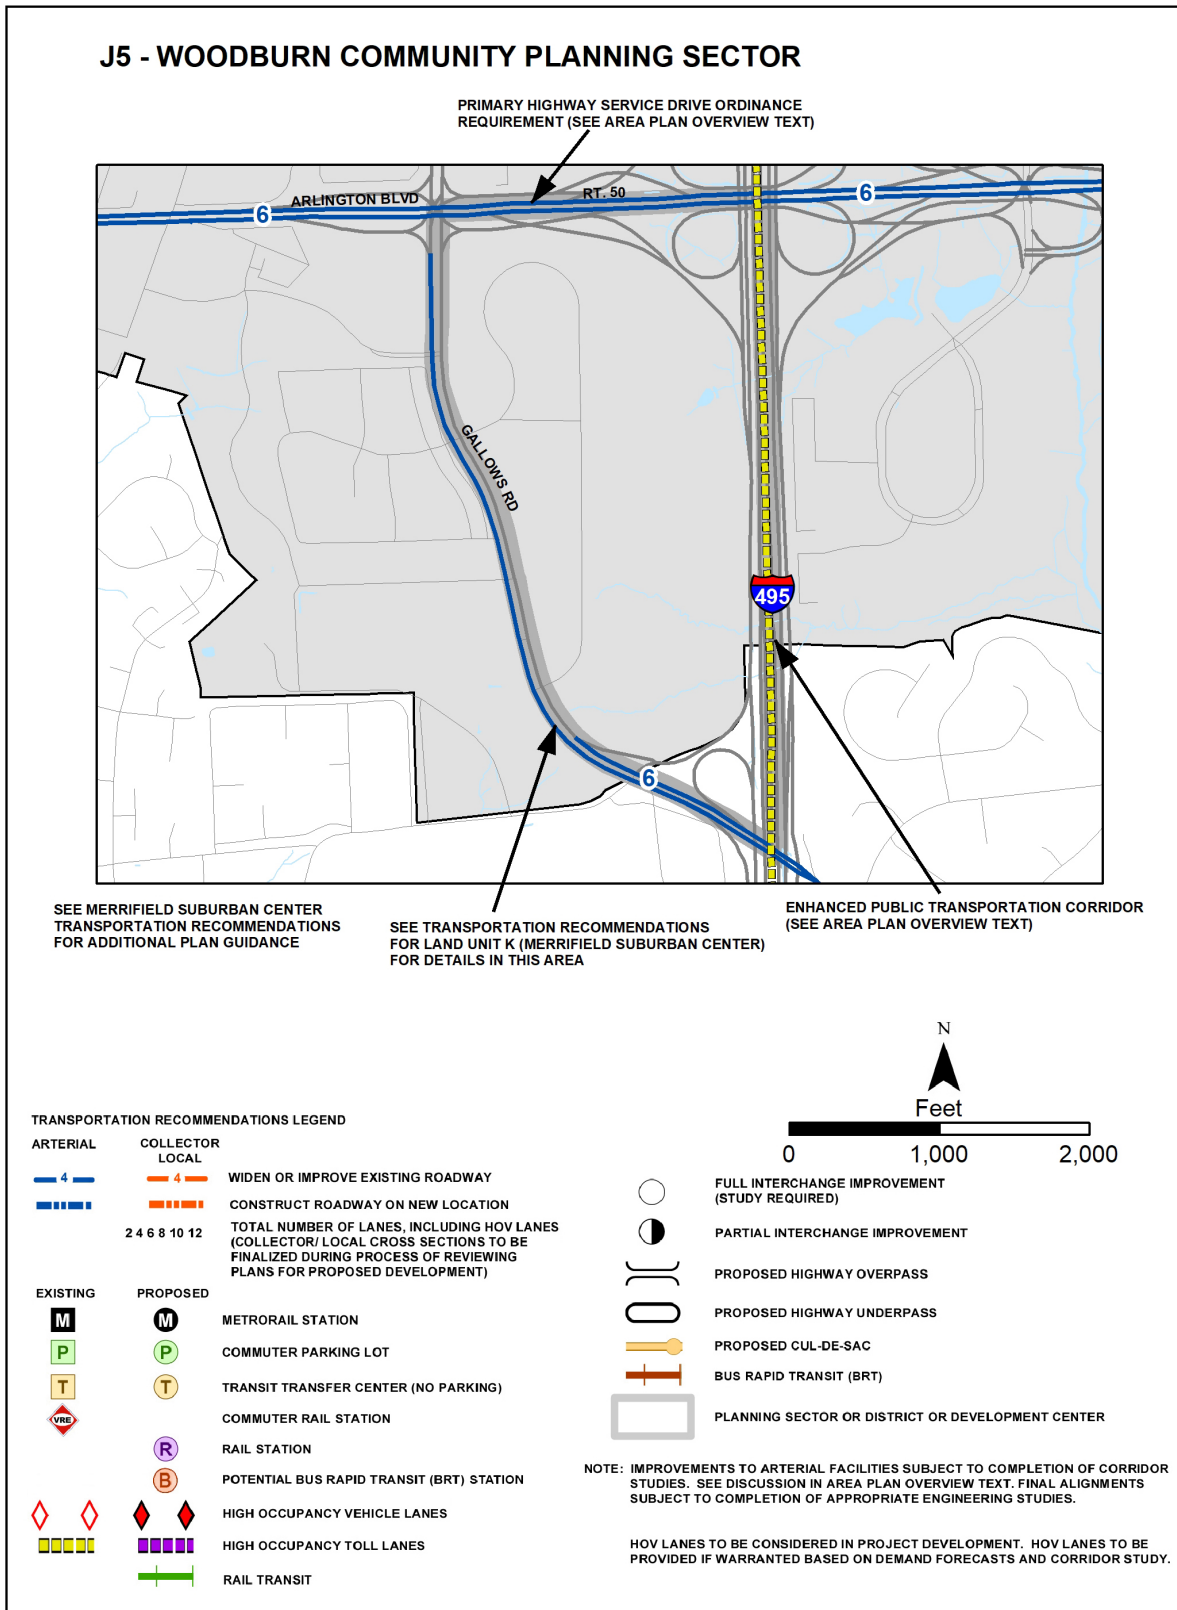 J5 - WOODBURN COMMUNITY PLANNING SECTOR
PRIMARY HIGHWAY SERVICE DRIVE ORDINANCE
REQUIREMENT (SEE AREA PLAN OVERVIEW TEXT)
ARLINGTON BLVD
RT. 50
6
6
GALLOWS RD
495
6
SEE MERRIFIELD SUBURBAN CENTER
TRANSPORTATION RECOMMENDATIONS
FOR ADDITIONAL PLAN GUIDANCE
SEE TRANSPORTATION RECOMMENDATIONS
FOR LAND UNIT K (MERRIFIELD SUBURBAN CENTER)
FOR DETAILS IN THIS AREA
ENHANCED PUBLIC TRANSPORTATION CORRIDOR
(SEE AREA PLAN OVERVIEW TEXT)
N
Feet
0 1,000 2,000
TRANSPORTATION RECOMMENDATIONS LEGEND
ARTERIAL
COLLECTOR
LOCAL
4 4 WIDEN OR IMPROVE EXISTING ROADWAY
CONSTRUCT ROADWAY ON NEW LOCATION
2 4 6 8 10 12 TOTAL NUMBER OF LANES, INCLUDING HOV LANES
(COLLECTOR/ LOCAL CROSS SECTIONS TO BE
FINALIZED DURING PROCESS OF REVIEWING
PLANS FOR PROPOSED DEVELOPMENT)
EXISTING PROPOSED
M M METRORAIL STATION
P P COMMUTER PARKING LOT
T T TRANSIT TRANSFER CENTER (NO PARKING)
VRE COMMUTER RAIL STATION
R RAIL STATION
B POTENTIAL BUS RAPID TRANSIT (BRT) STATION
HIGH OCCUPANCY VEHICLE LANES
HIGH OCCUPANCY TOLL LANES
RAIL TRANSIT
FULL INTERCHANGE IMPROVEMENT
(STUDY REQUIRED)
PARTIAL INTERCHANGE IMPROVEMENT
PROPOSED HIGHWAY OVERPASS
PROPOSED HIGHWAY UNDERPASS
PROPOSED CUL-DE-SAC
BUS RAPID TRANSIT (BRT)
PLANNING SECTOR OR DISTRICT OR DEVELOPMENT CENTER
NOTE: IMPROVEMENTS TO ARTERIAL FACILITIES SUBJECT TO COMPLETION OF CORRIDOR
STUDIES. SEE DISCUSSION IN AREA PLAN OVERVIEW TEXT. FINAL ALIGNMENTS
SUBJECT TO COMPLETION OF APPROPRIATE ENGINEERING STUDIES.
HOV LANES TO BE CONSIDERED IN PROJECT DEVELOPMENT. HOV LANES TO BE
PROVIDED IF WARRANTED BASED ON DEMAND FORECASTS AND CORRIDOR STUDY.